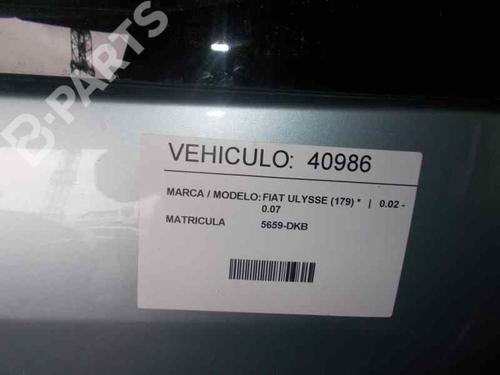 B-PARTS
VEHICULO: 40986
MARCA / MODELO: FIAT ULYSSE (179) * | 0.02 -
0.07
MATRICULA 5659-DKB